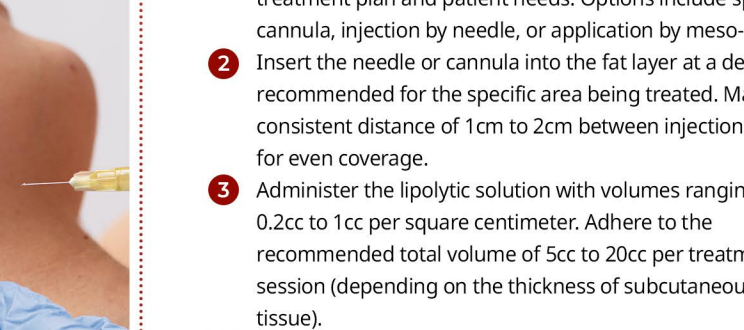 treatment plan and patient needs. Options include
cannula, injection by needle, or application by meso-
2 Insert the needle or cannula into the fat layer at a
recommended for the specific area being treated.
consistent distance of 1cm to 2cm between injection
for even coverage.
3 Administer the lipolytic solution with volumes
0.2cc to 1cc per square centimeter. Adhere to the
recommended total volume of 5cc to 20cc per
session (depending on the thickness of
tissue).